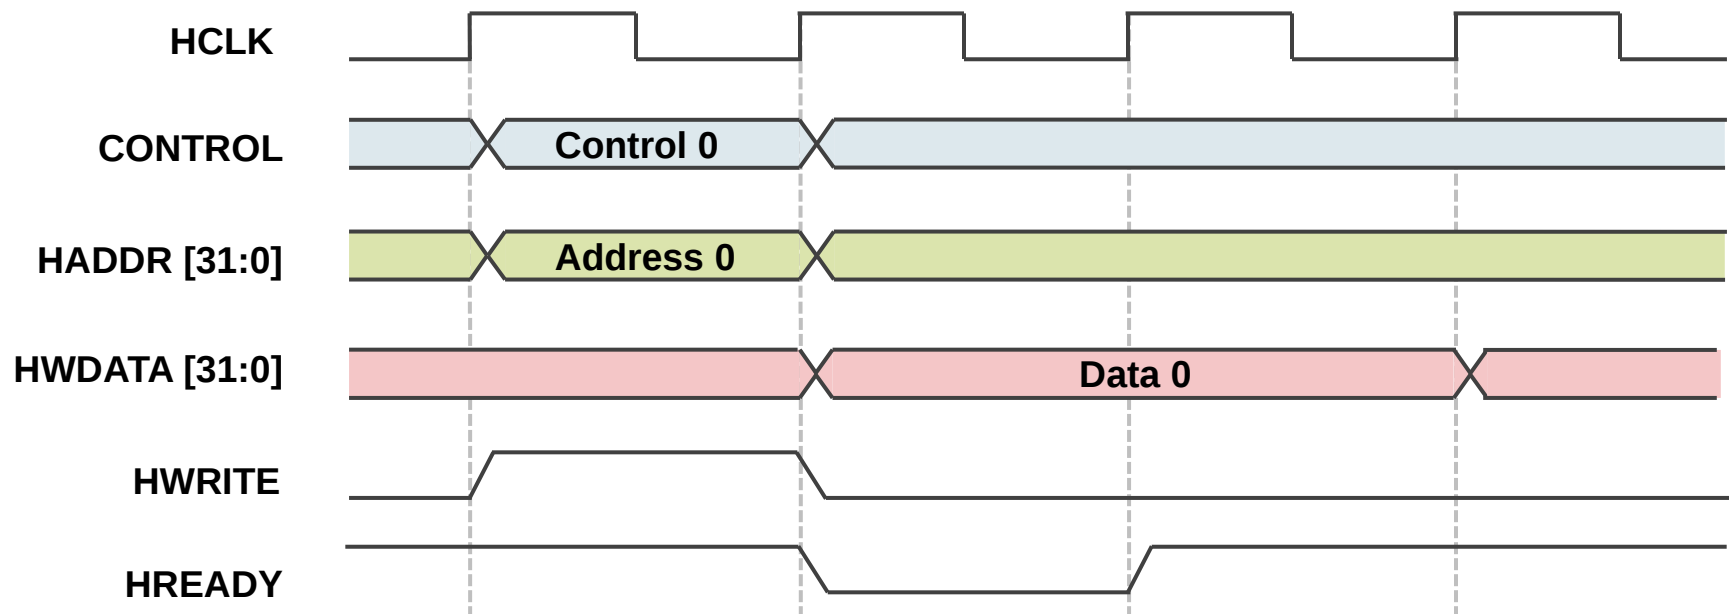 HCLK
CONTROL
Control 0
HADDR [31:0]
Address 0
HWDATA [31:0]
Data 0
HWRITE
HREADY